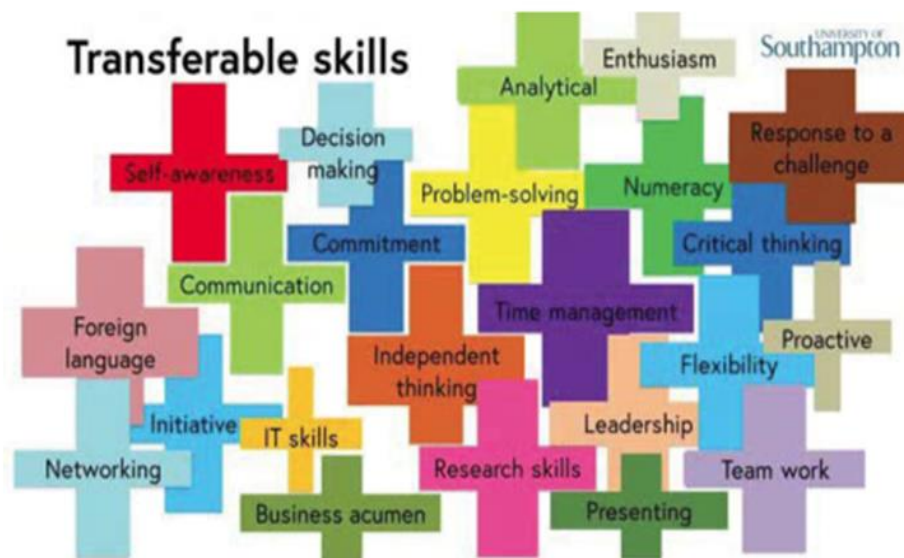 Transferable skills
UNIVERSITY OF
Southampton
Enthusiasm
Analytical
Decision
making
Response to a
challenge
Self-awareness
Problem-solving
Numeracy
Commitment
Critical thinking
Communication
Time management
Foreign
language
Independent
thinking
Flexibility
Proactive
Initiative
IT skills
Leadership
Networking
Research skills
Team work
Business acumen
Presenting